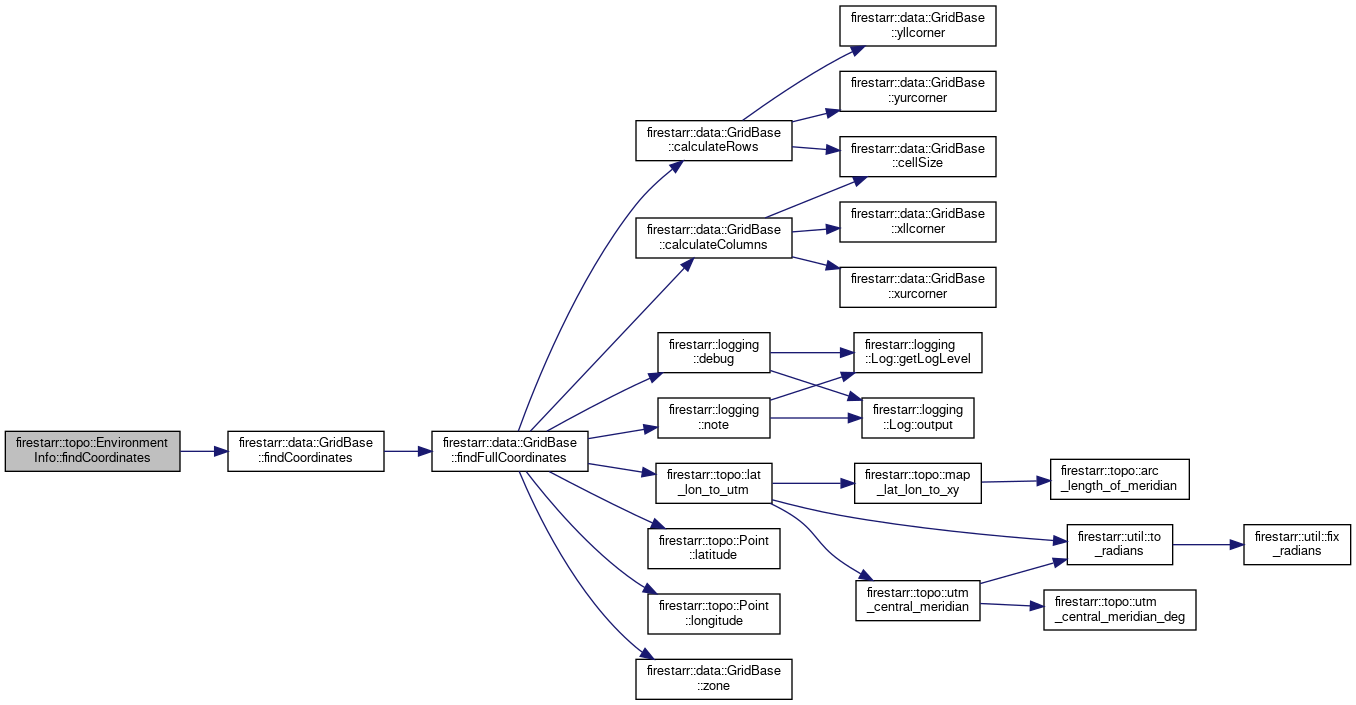 firestarr::topo::Environment
Info::findCoordinates
firestarr::data::GridBase
::findCoordinates
firestarr::data::GridBase
::findFullCoordinates
firestarr::data::GridBase
::calculateRows
firestarr::data::GridBase
::calculateColumns
firestarr::logging
::debug
firestarr::logging
::note
firestarr::topo::lat
_lon_to_utm
firestarr::topo::Point
::latitude
firestarr::topo::Point
::longitude
firestarr::data::GridBase
::zone
firestarr::data::GridBase
::yllcorner
firestarr::data::GridBase
::yurcorner
firestarr::data::GridBase
::cellSize
firestarr::data::GridBase
::xllcorner
firestarr::data::GridBase
::xurcorner
firestarr::logging
::Log::getLogLevel
firestarr::logging
::Log::output
firestarr::topo::map
_lat_lon_to_xy
firestarr::topo::utm
_central_meridian
firestarr::topo::arc
_length_of_meridian
firestarr::util::to
_radians
firestarr::topo::utm
_central_meridian_deg
firestarr::util::fix
_radians